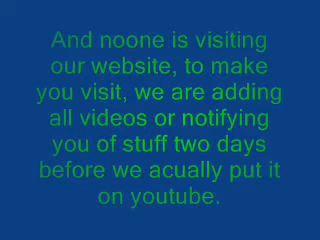 And noone is visiting
our website, to make
you visit, we are adding
all videos or notifying
you of stuff two days
before we acually put it
on youtube.